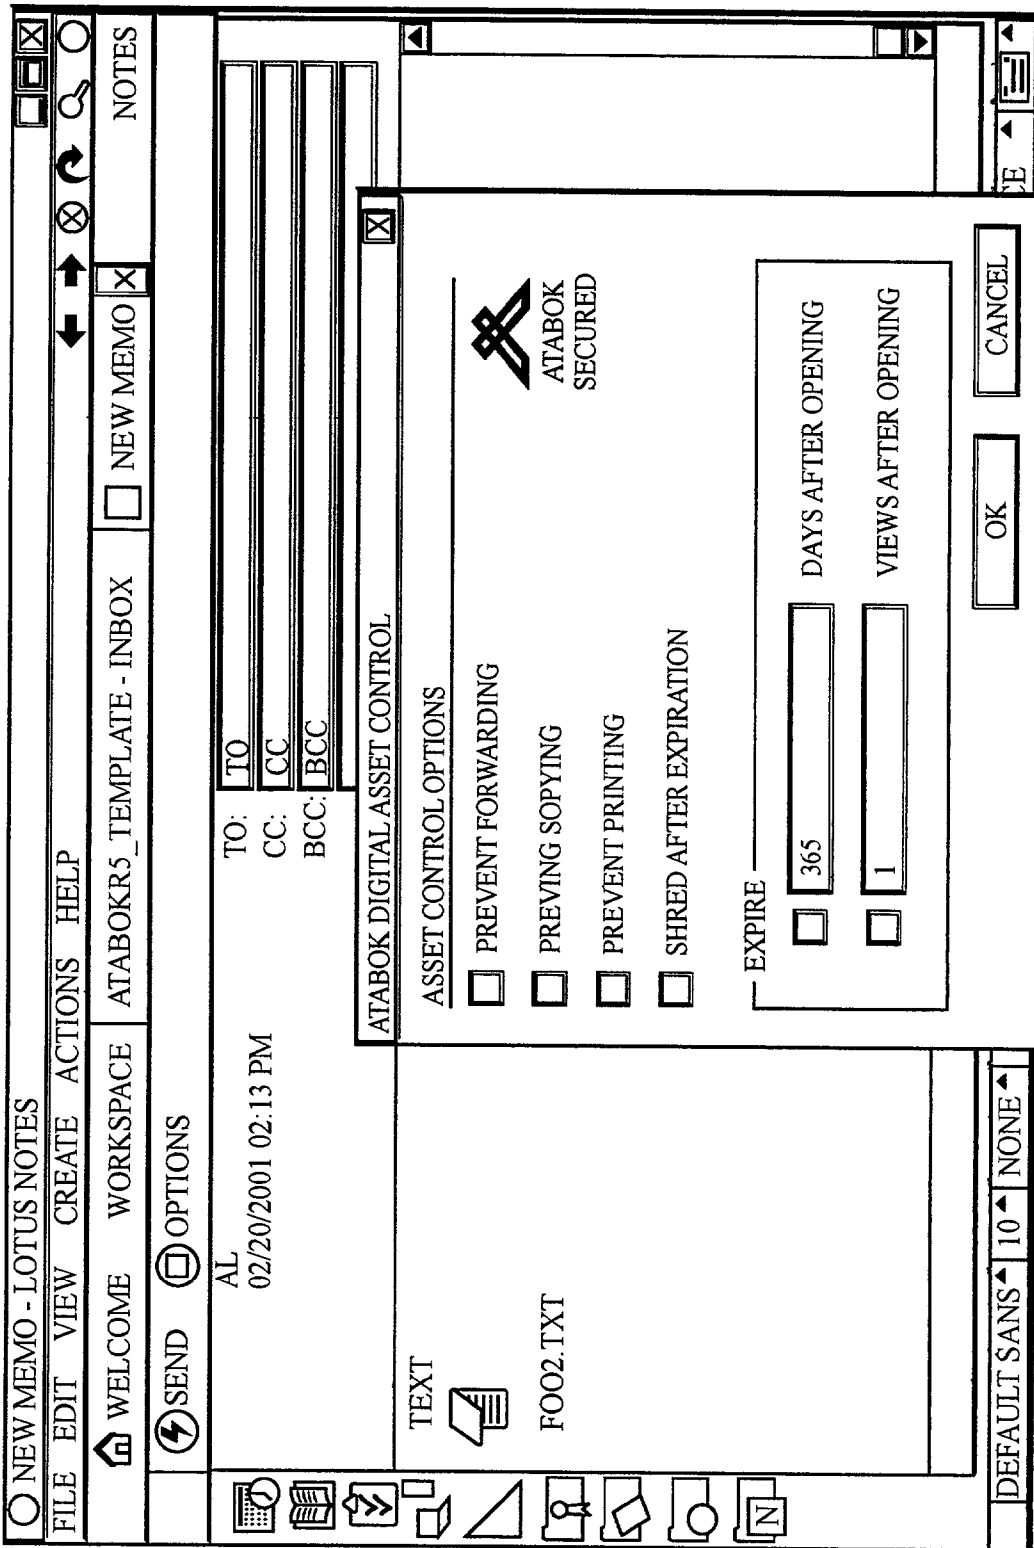 NEW MEMO - LOTUS NOTES
FILE EDIT VIEW CREATE ACTIONS HELP
WELCOME WORKSPACE ATABOKR5_TEMPLATE - INBOX NEW MEMO NOTES
SEND OPTIONS
AL
02/20/2001 02:13 PM
TO: TO
CC: CC
BCC: BCC
TEXT
FOO2.TXT
ATABOK DIGITAL ASSET CONTROL
ASSET CONTROL OPTIONS
PREVENT FORWARDING
PREVING SOPYING
PREVENT PRINTING
SHRED AFTER EXPIRATION
ATABOK
SECURED
EXPIRE
365 DAYS AFTER OPENING
1 VIEWS AFTER OPENING
OK CANCEL
N
DEFAULT SANS 10 NONE CE